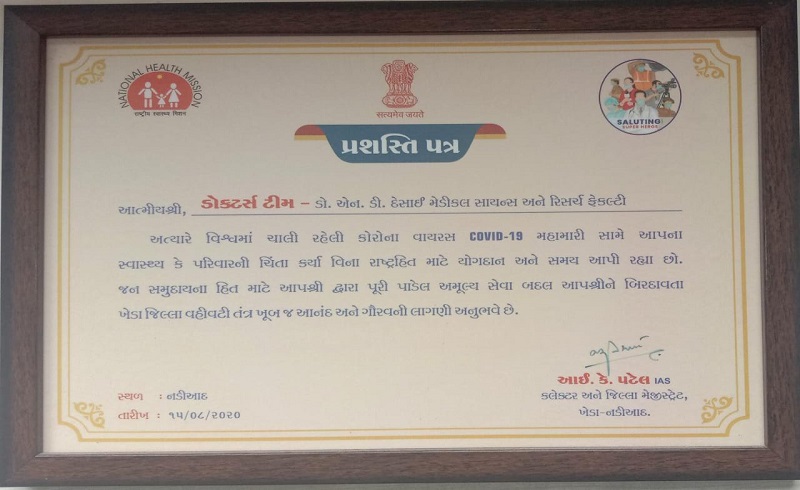 NATIONAL HEALTH MISSION
राष्ट्रीय स्वास्थ्य मिशन
सत्यमेव जयते
SALUTING
SUPER HEROES
પ્રશસ્તિ પત્ર
આત્મીયશ્રી, ડોક્ટર્સ ટીમ – ડો. એન. ડી. દેસાઈ મેડીકલ સાયન્સ અને રિસર્ચ ફેકલ્ટી
અત્યારે વિશ્વમાં ચાલી રહેલી કોરોના વાયરસ COVID-19 મહામારી સામે આપના
સ્વાસ્થ્ય કે પરિવારની ચિંતા કર્યા વિના રાષ્ટ્રહિત માટે યોગદાન અને સમય આપી રહ્યા છો.
જન સમુદાયના હિત માટે આપશ્રી દ્વારા પૂરી પાડેલ અમૂલ્ય સેવા બદલ આપશ્રીને બિરદાવતા
ખેડા જિલ્લા વહીવટી તંત્ર ખૂબ જ આનંદ અને ગૌરવની લાગણી અનુભવે છે.
આઈ. કે. પટેલ IAS
સ્થળ : નડીઆદ
કલેક્ટર અને જિલ્લા મેજીસ્ટ્રેટ,
તારીખ : ૧૫/૦૮/૨૦૨૦
ખેડા-નડીઆદ.